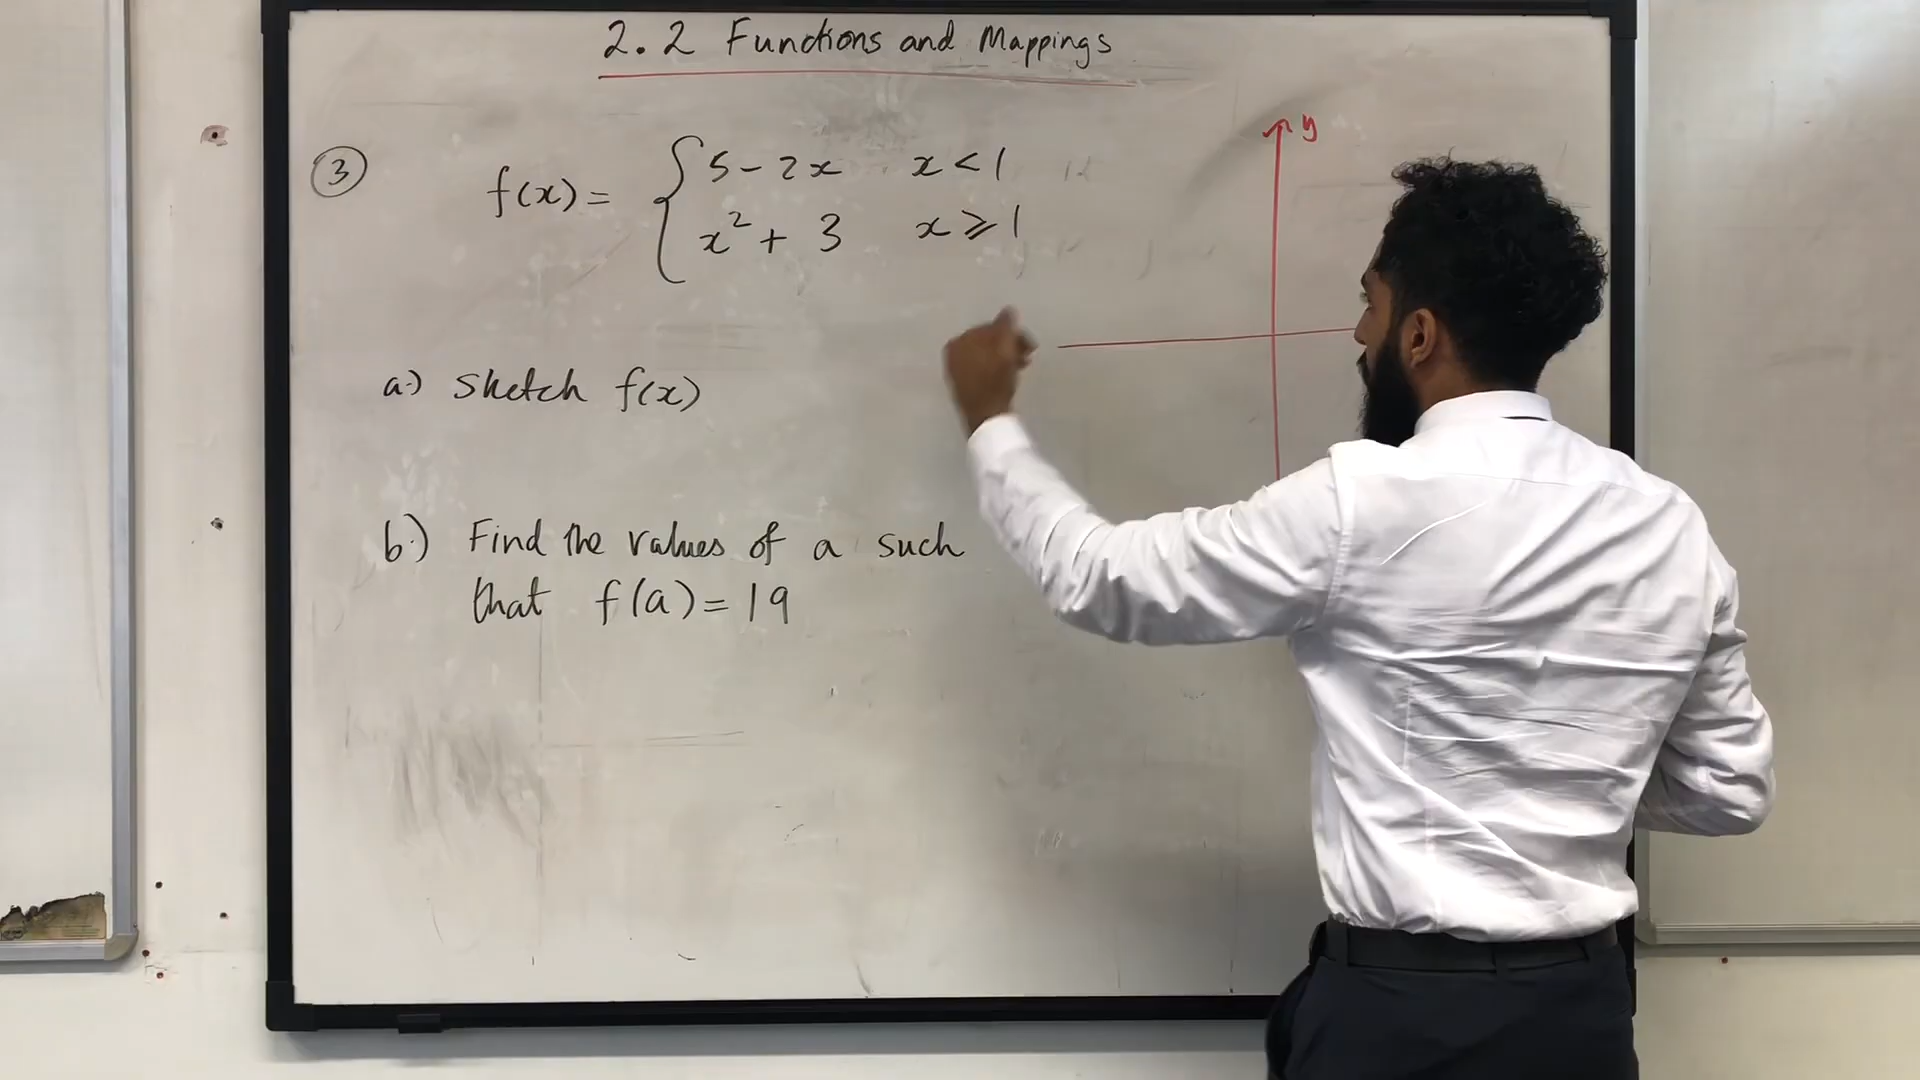 2.2 Functions and Mappings
y
3
f(x) = { 5 - 2x x < 1
x² + 3 x ⩾ 1
a.) Sketch f(x)
b.) Find the values of a such
that f(a) = 19